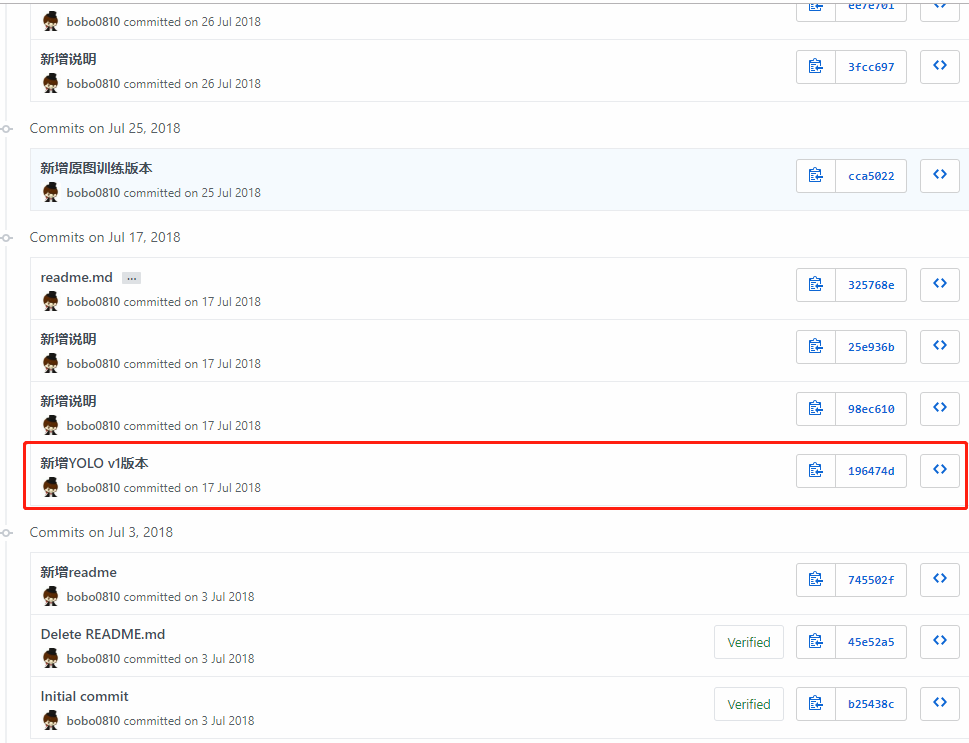 bobo0810 committed on 26 Jul 2018
ee7e701
新增说明
bobo0810 committed on 26 Jul 2018
3fcc697
Commits on Jul 25, 2018
新增原图训练版本
bobo0810 committed on 25 Jul 2018
cca5022
Commits on Jul 17, 2018
readme.md ...
bobo0810 committed on 17 Jul 2018
325768e
新增说明
bobo0810 committed on 17 Jul 2018
25e936b
新增说明
bobo0810 committed on 17 Jul 2018
98ec610
新增YOLO v1版本
bobo0810 committed on 17 Jul 2018
196474d
Commits on Jul 3, 2018
新增readme
bobo0810 committed on 3 Jul 2018
745502f
Delete README.md
bobo0810 committed on 3 Jul 2018
Verified
45e52a5
Initial commit
bobo0810 committed on 3 Jul 2018
Verified
b25438c